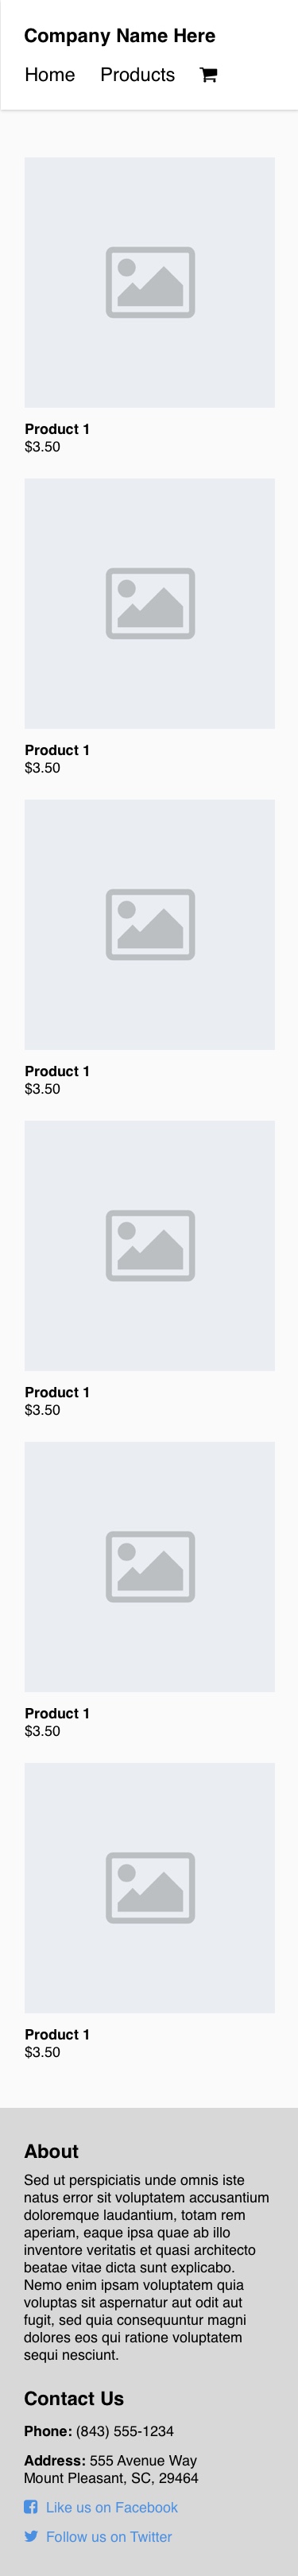 Company Name Here
Home Products
Product 1
$3.50
Product 1
$3.50
Product 1
$3.50
Product 1
$3.50
Product 1
$3.50
Product 1
$3.50
About
Sed ut perspiciatis unde omnis iste
natus error sit voluptatem accusantium
doloremque laudantium, totam rem
aperiam, eaque ipsa quae ab illo
inventore veritatis et quasi architecto
beatae vitae dicta sunt explicabo.
Nemo enim ipsam voluptatem quia
voluptas sit aspernatur aut odit aut
fugit, sed quia consequuntur magni
dolores eos qui ratione voluptatem
sequi nesciunt.
Contact Us
Phone: (843) 555-1234
Address: 555 Avenue Way
Mount Pleasant, SC, 29464
Like us on Facebook
Follow us on Twitter